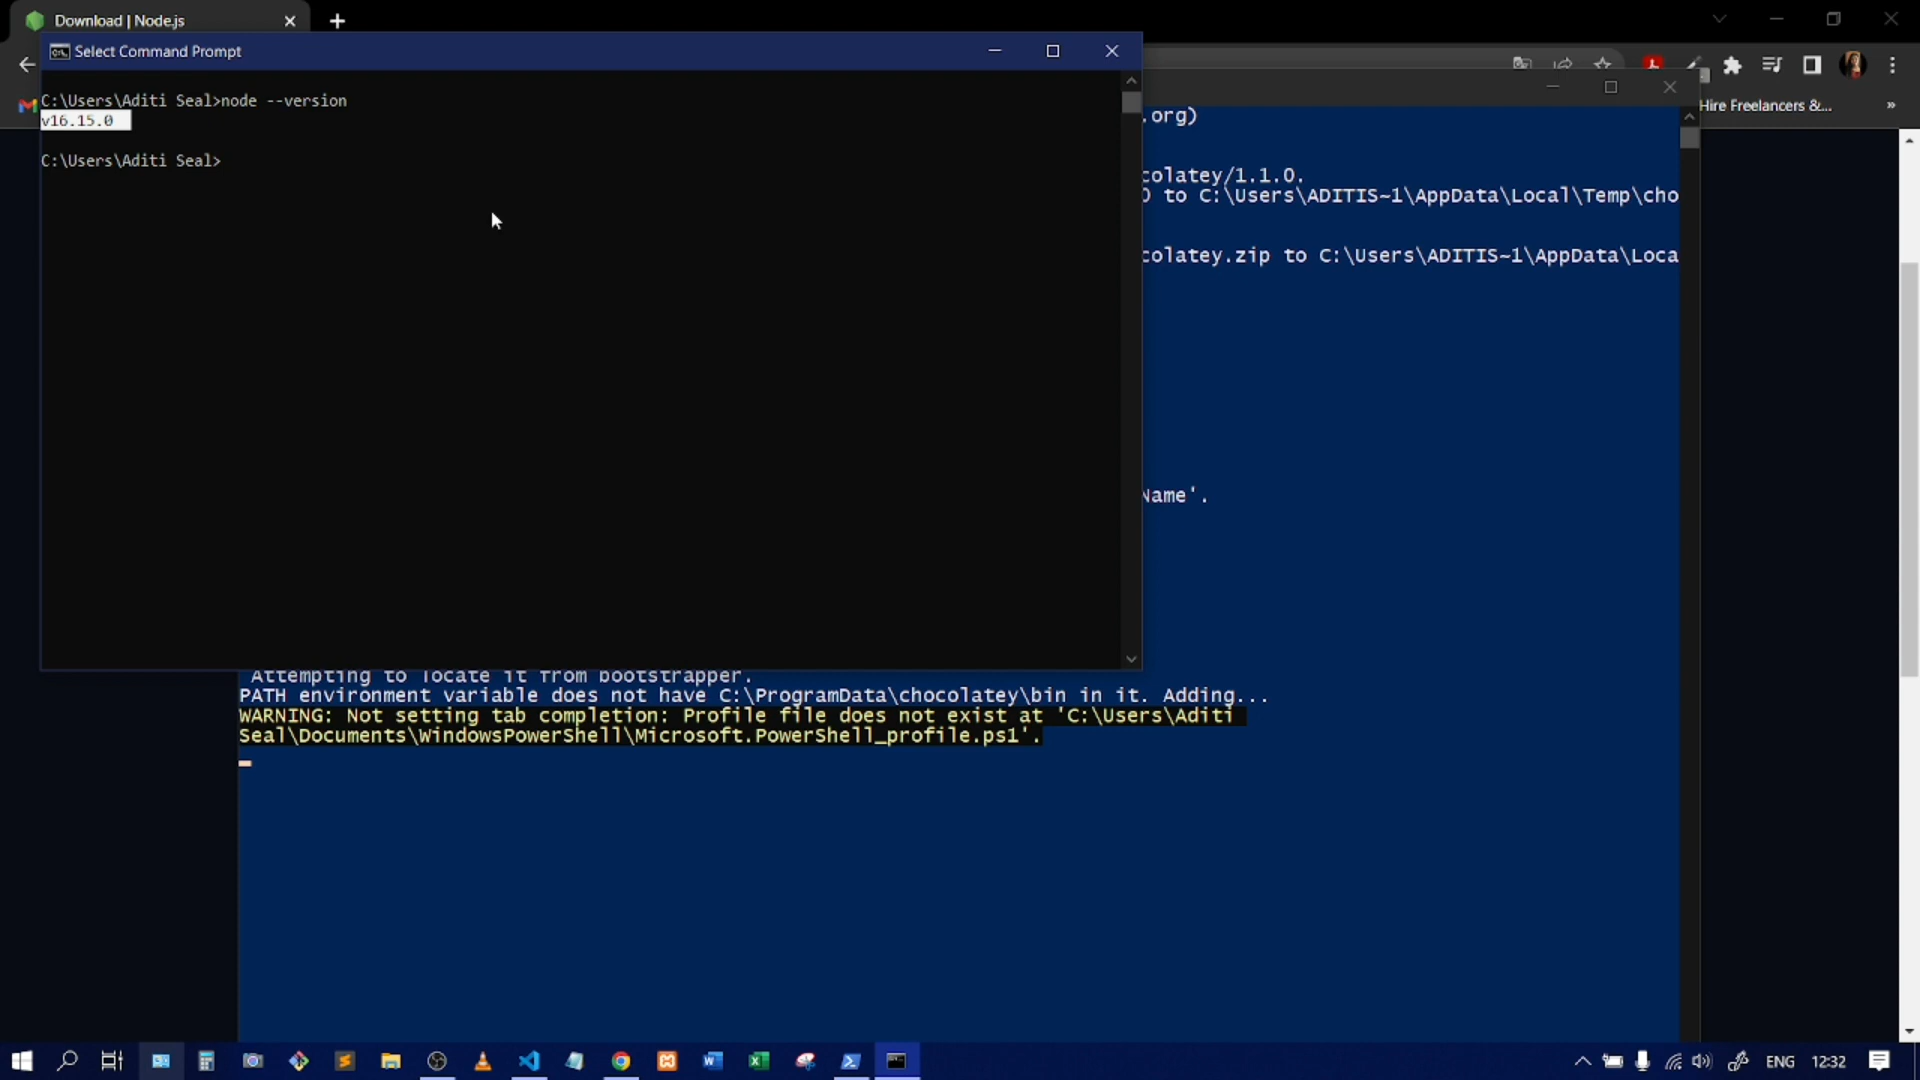 Download | Node.js
Select Command Prompt
C:\Users\Aditi Seal>node --version
v16.15.0
C:\Users\Aditi Seal>
Hire Freelancers &...
.org)
colatey/1.1.0.
to C:\Users\ADITIS~1\AppData\Local\Temp\cho
colatey.zip to C:\Users\ADITIS~1\AppData\Loca
Name'.
Attempting to locate it from bootstrapper.
PATH environment variable does not have C:\ProgramData\chocolatey\bin in it. Adding...
WARNING: Not setting tab completion: Profile file does not exist at 'C:\Users\Aditi
Seal\Documents\WindowsPowerShell\Microsoft.PowerShell_profile.ps1'.
ENG
12:32